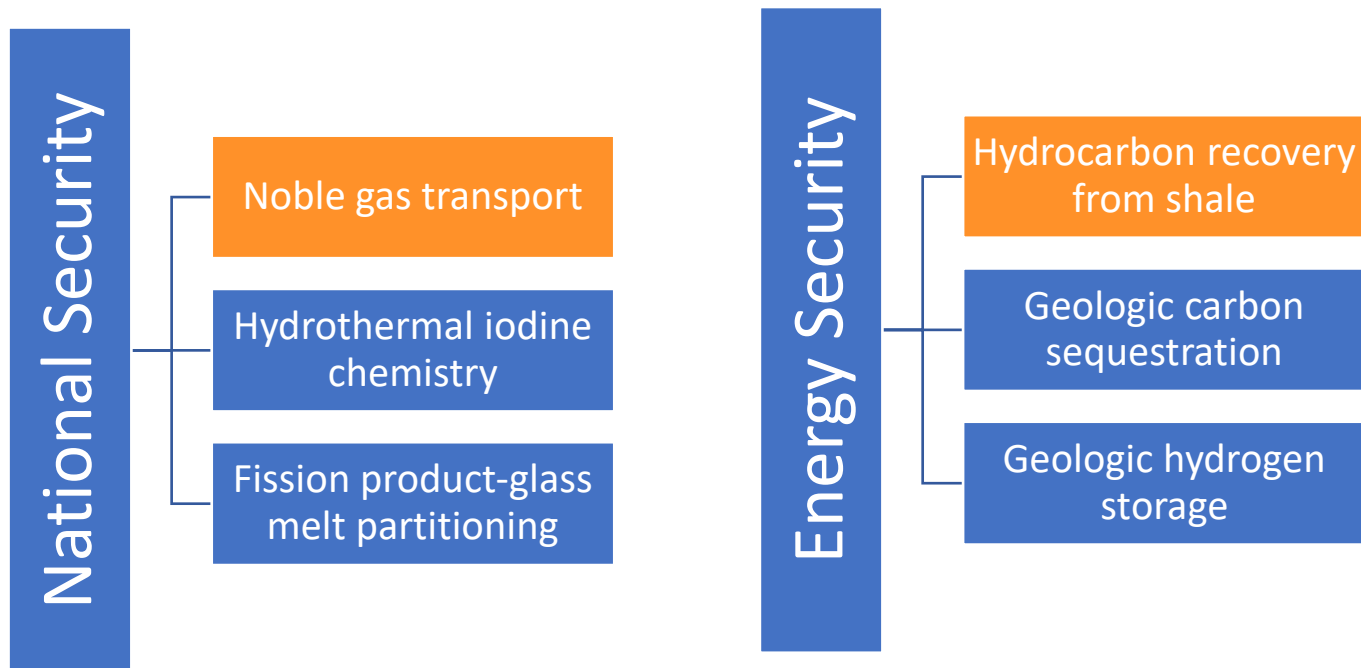 National Security
Noble gas transport
Hydrothermal iodine
chemistry
Fission product-glass
melt partitioning
Energy Security
Hydrocarbon recovery
from shale
Geologic carbon
sequestration
Geologic hydrogen
storage